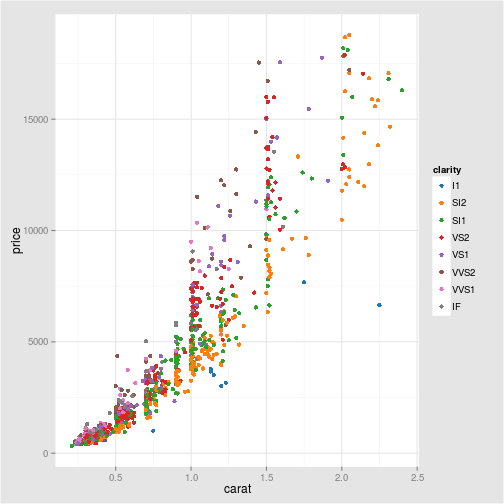 price
15000
10000
5000
0
0.5 1.0 1.5 2.0 2.5
carat
clarity
I1
SI2
SI1
VS2
VS1
VVS2
VVS1
IF